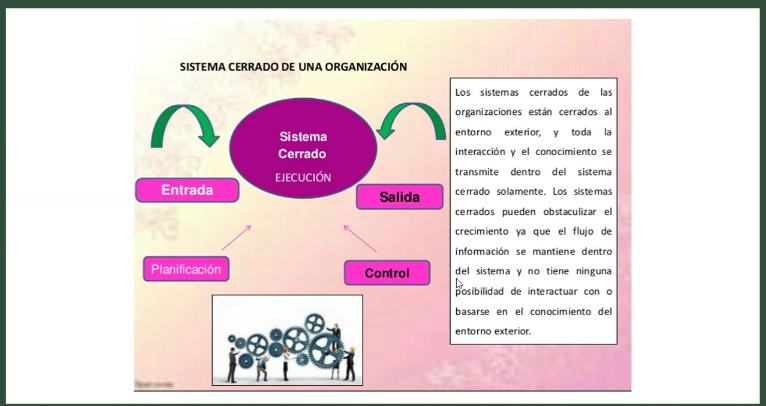 SISTEMA CERRADO DE UNA ORGANIZACIÓN
Sistema
Cerrado
EJECUCIÓN
Entrada
Salida
Planificación
Control
Los sistemas cerrados de las
organizaciones están cerrados al
entorno exterior, y toda la
interacción y el conocimiento se
transmite dentro del sistema
cerrado solamente. Los sistemas
cerrados pueden obstaculizar el
crecimiento ya que el flujo de
información se mantiene dentro
del sistema y no tiene ninguna
posibilidad de interactuar con o
basarse en el conocimiento del
entorno exterior.